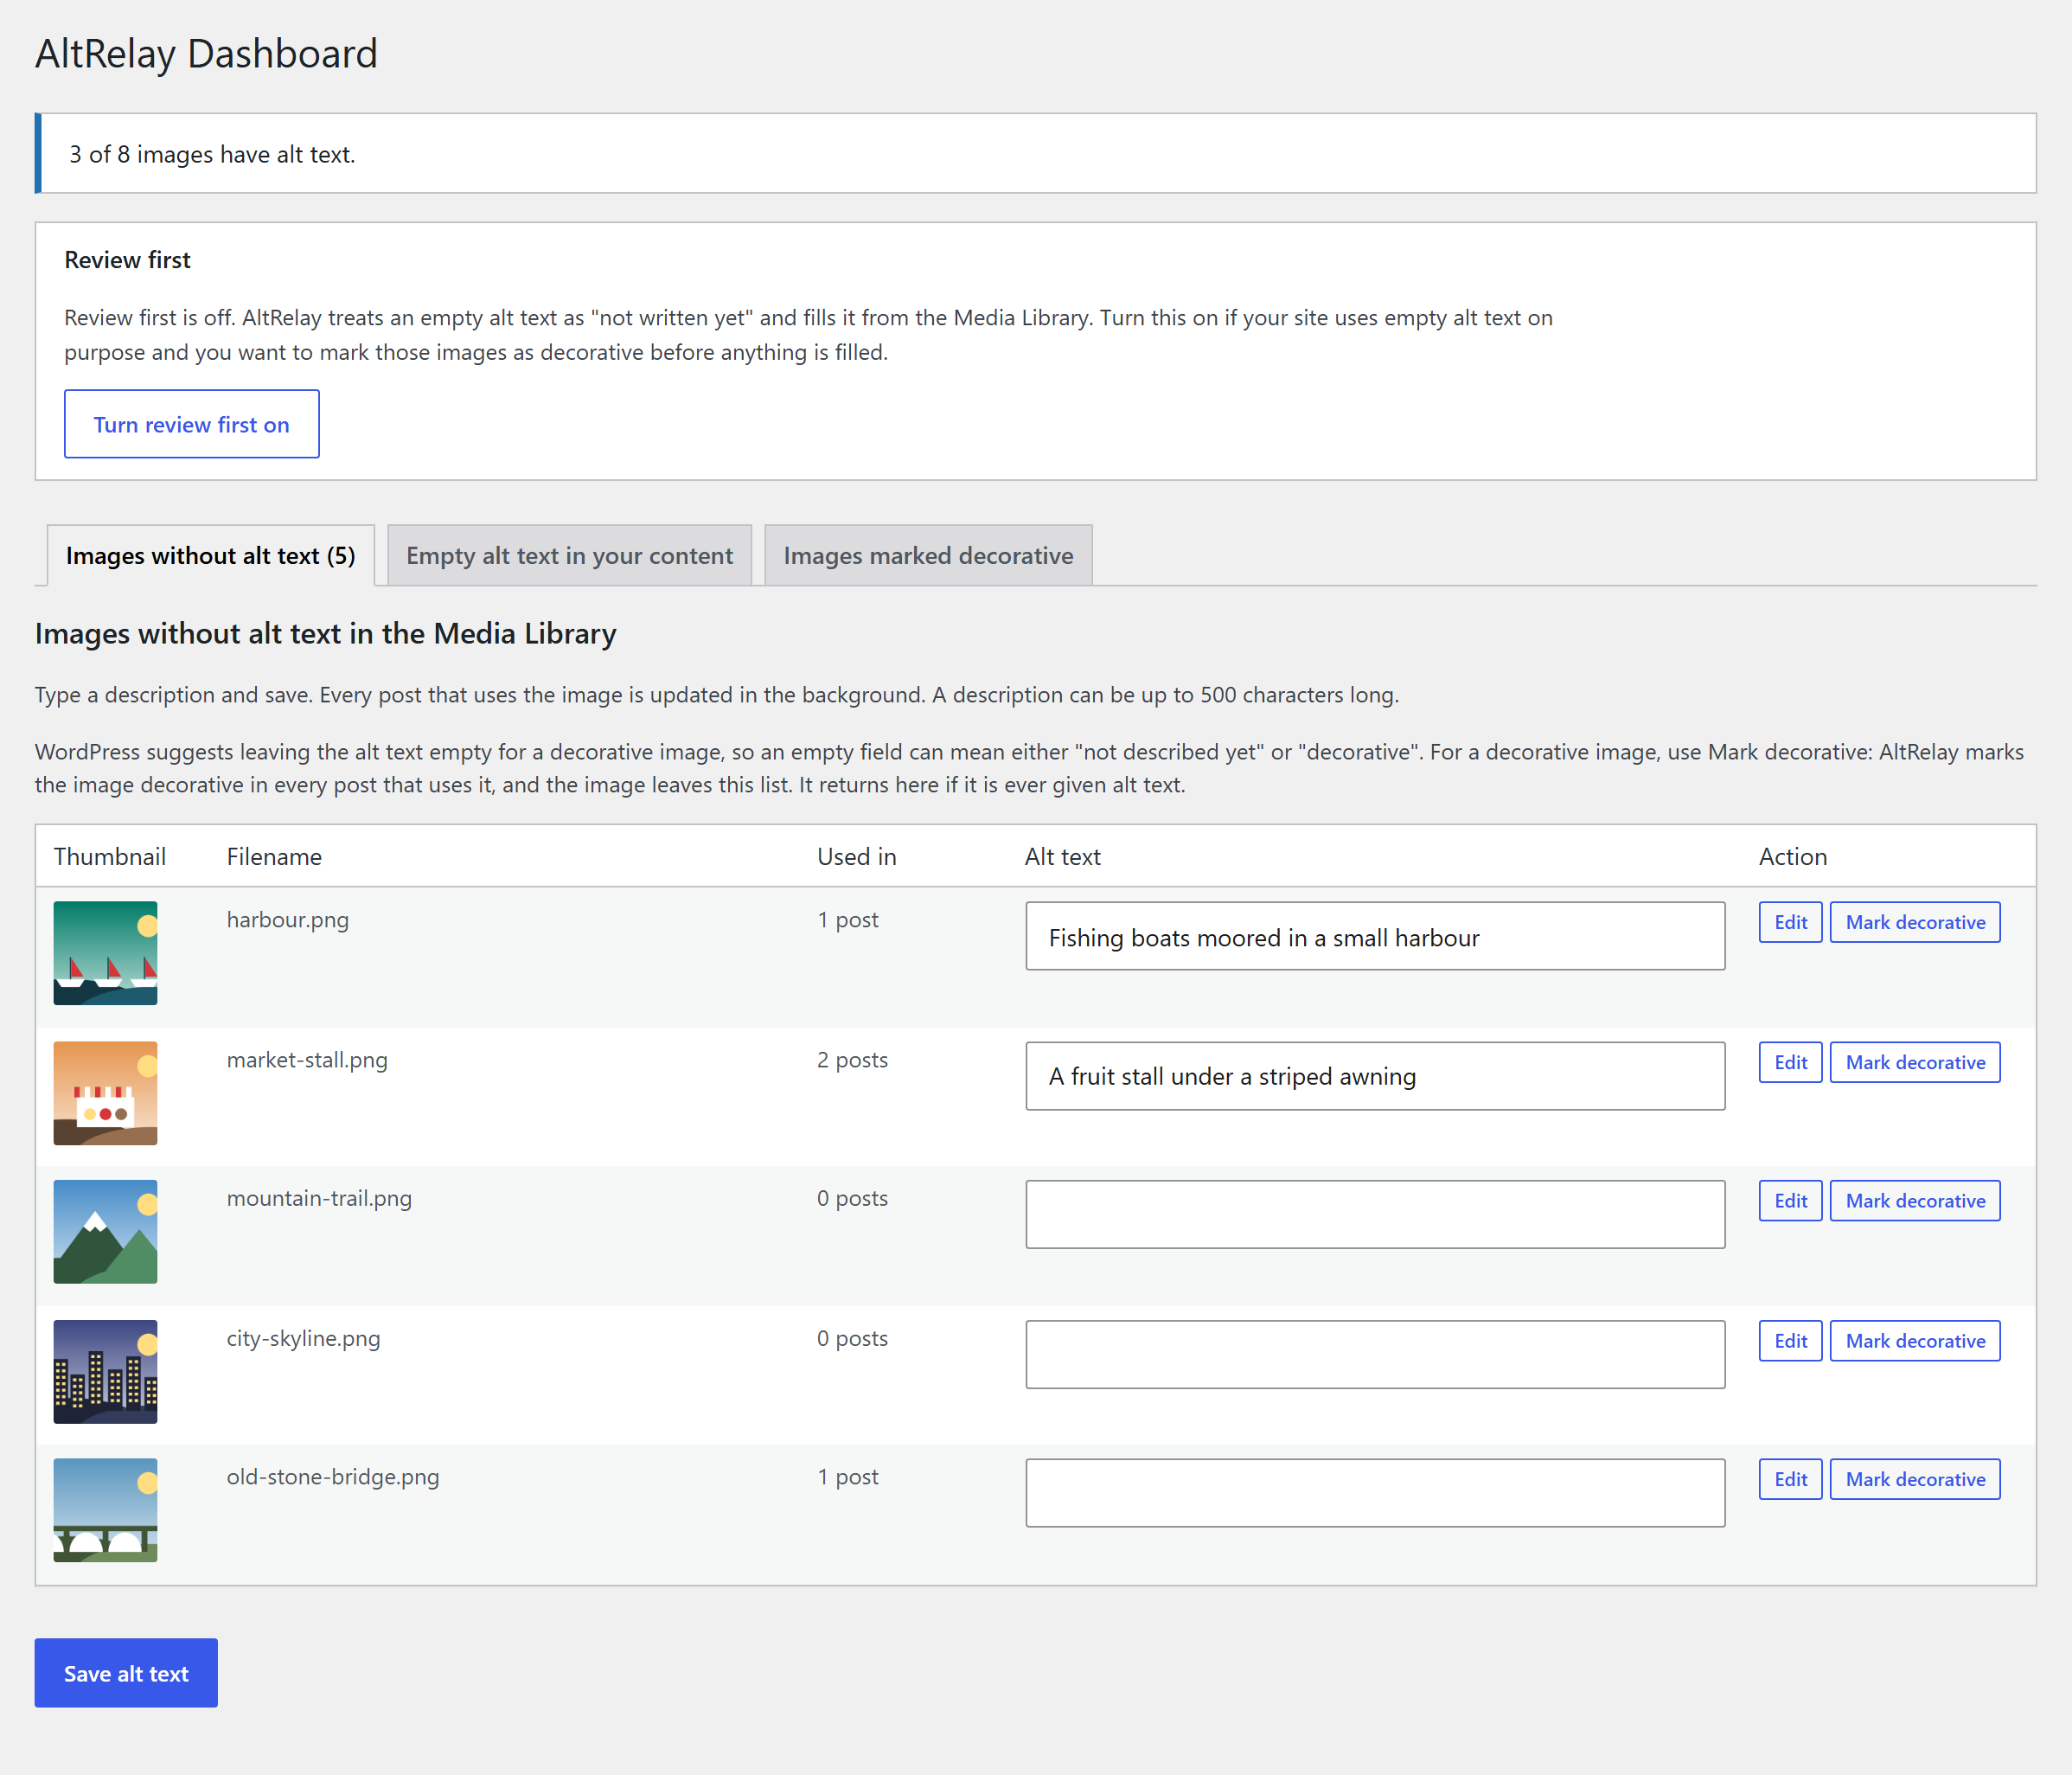 AltRelay Dashboard
3 of 8 images have alt text.
Review first
Review first is off. AltRelay treats an empty alt text as "not written yet" and fills it from the Media Library. Turn this on if your site uses empty alt text on
purpose and you want to mark those images as decorative before anything is filled.
Turn review first on
Images without alt text (5) Empty alt text in your content Images marked decorative
Images without alt text in the Media Library
Type a description and save. Every post that uses the image is updated in the background. A description can be up to 500 characters long.
WordPress suggests leaving the alt text empty for a decorative image, so an empty field can mean either "not described yet" or "decorative". For a decorative image, use Mark decorative: AltRelay marks
the image decorative in every post that uses it, and the image leaves this list. It returns here if it is ever given alt text.
Thumbnail Filename Used in Alt text Action
harbour.png 1 post Fishing boats moored in a small harbour Edit Mark decorative
market-stall.png 2 posts A fruit stall under a striped awning Edit Mark decorative
mountain-trail.png 0 posts Edit Mark decorative
city-skyline.png 0 posts Edit Mark decorative
old-stone-bridge.png 1 post Edit Mark decorative
Save alt text